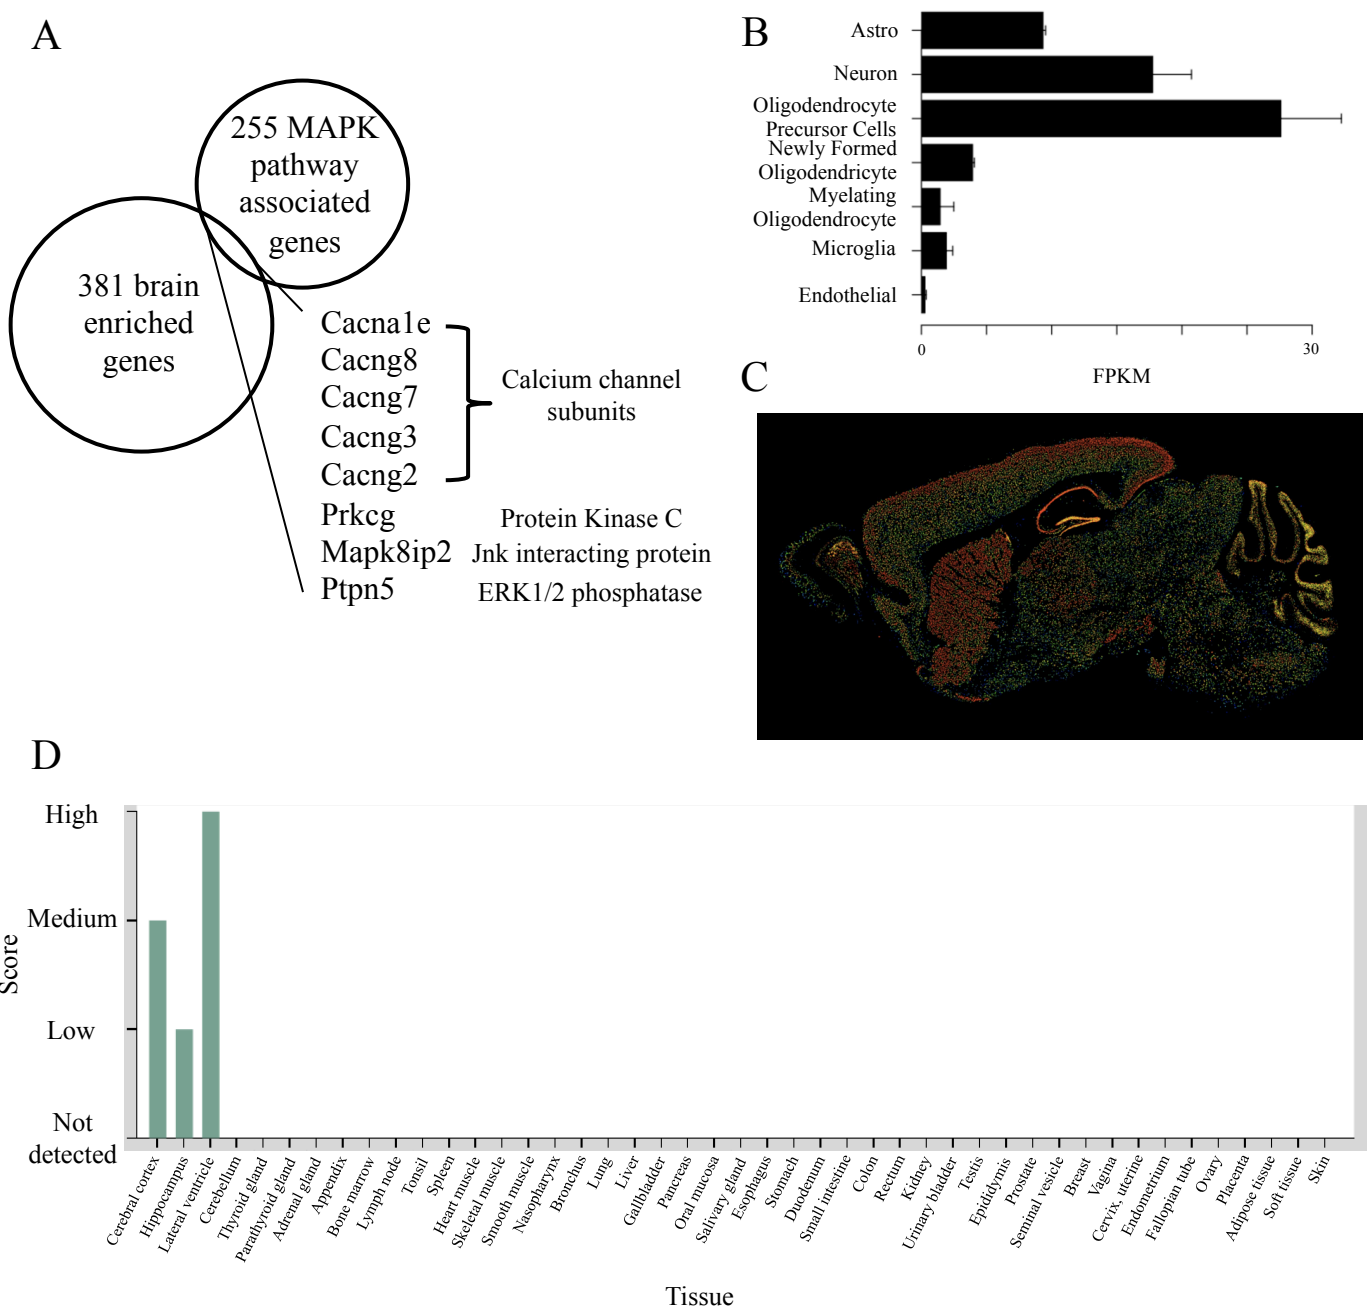 A
255 MAPK
pathway
associated
genes
381 brain
enriched
genes
Cacna1e
Cacng8
Cacng7
Cacng3
Cacng2
Calcium channel
subunits
Prkcg
Protein Kinase C
Mapk8ip2
Jnk interacting protein
Ptpn5
ERK1/2 phosphatase
B
Astro
Neuron
Oligodendrocyte
Precursor Cells
Newly Formed
Oligodendricyte
Myelating
Oligodendrocyte
Microglia
Endothelial
0
30
FPKM
C
D
High
Medium
Low
Not
detected
Score
Cerebral cortex
Hippocampus
Lateral ventricle
Cerebellum
Thyroid gland
Parathyroid gland
Adrenal gland
Appendix
Bone marrow
Lymph node
Tonsil
Spleen
Heart muscle
Skeletal muscle
Smooth muscle
Nasopharynx
Bronchus
Lung
Liver
Gallbladder
Pancreas
Oral mucosa
Salivary gland
Esophagus
Stomach
Duodenum
Small intestine
Colon
Rectum
Kidney
Urinary bladder
Testis
Epididymis
Prostate
Seminal vesicle
Breast
Vagina
Cervix, uterine
Endometrium
Fallopian tube
Ovary
Placenta
Adipose tissue
Soft tissue
Skin
Tissue